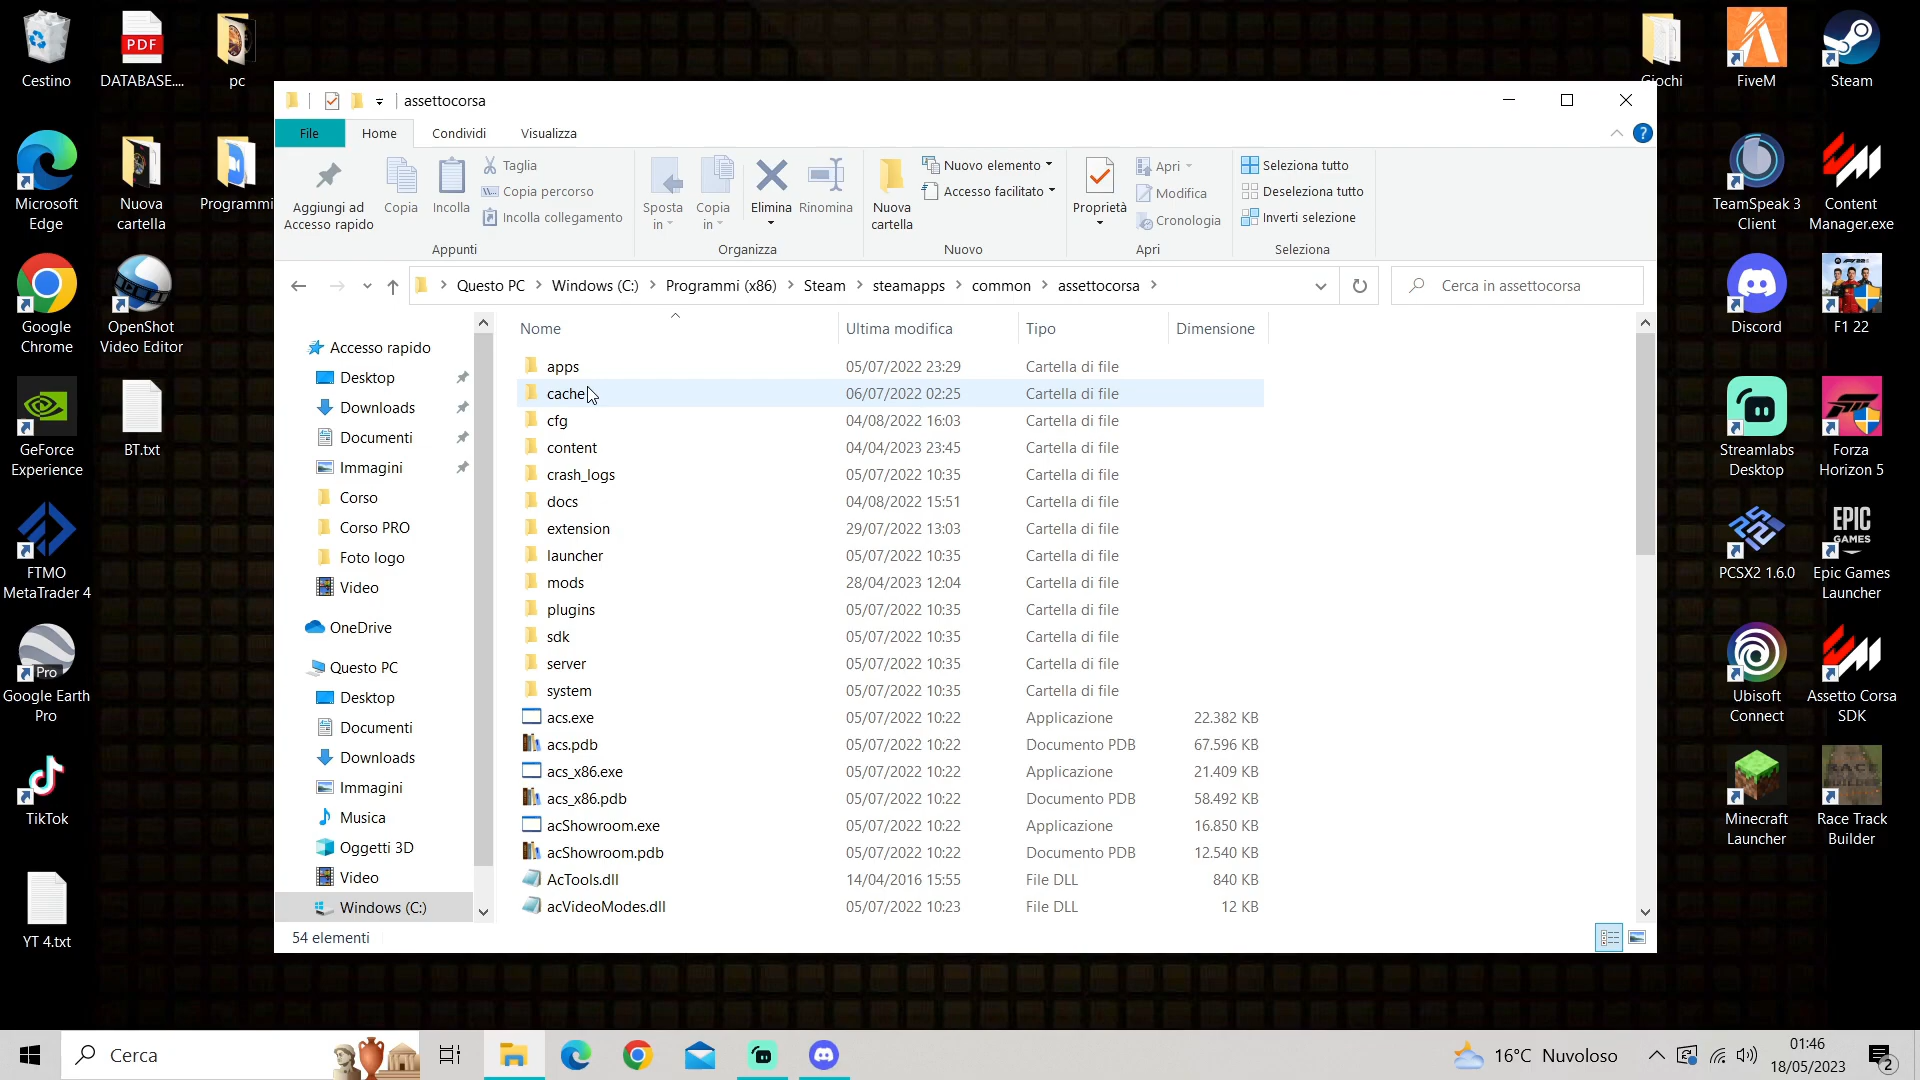 Cestino
PDF
DATABASE....
pc
Microsoft
Edge
Nuova
cartella
Programmi
Google
Chrome
OpenShot
Video Editor
GeForce
Experience
BT.txt
FTMO
MetaTrader 4
Pro
Google Earth
Pro
TikTok
YT 4.txt
assettocorsa
File
Home
Condividi
Visualizza
Aggiungi ad
Accesso rapido
Copia
Incolla
Taglia
Copia percorso
Incolla collegamento
Appunti
Sposta
in
Copia
in
Elimina
Rinomina
Organizza
Nuova
cartella
Nuovo elemento
Accesso facilitato
Nuovo
Proprietà
Apri
Modifica
Cronologia
Apri
Seleziona tutto
Deseleziona tutto
Inverti selezione
Seleziona
Questo PC > Windows (C:) > Programmi (x86) > Steam > steamapps > common > assettocorsa >
Cerca in assettocorsa
Accesso rapido
Desktop
Downloads
Documenti
Immagini
Corso
Corso PRO
Foto logo
Video
OneDrive
Questo PC
Desktop
Documenti
Downloads
Immagini
Musica
Oggetti 3D
Video
Windows (C:)
Nome Ultima modifica Tipo Dimensione
apps 05/07/2022 23:29 Cartella di file
cache 06/07/2022 02:25 Cartella di file
cfg 04/08/2022 16:03 Cartella di file
content 04/04/2023 23:45 Cartella di file
crash_logs 05/07/2022 10:35 Cartella di file
docs 04/08/2022 15:51 Cartella di file
extension 29/07/2022 13:03 Cartella di file
launcher 05/07/2022 10:35 Cartella di file
mods 28/04/2023 12:04 Cartella di file
plugins 05/07/2022 10:35 Cartella di file
sdk 05/07/2022 10:35 Cartella di file
server 05/07/2022 10:35 Cartella di file
system 05/07/2022 10:35 Cartella di file
acs.exe 05/07/2022 10:22 Applicazione 22.382 KB
acs.pdb 05/07/2022 10:22 Documento PDB 67.596 KB
acs_x86.exe 05/07/2022 10:22 Applicazione 21.409 KB
acs_x86.pdb 05/07/2022 10:22 Documento PDB 58.492 KB
acShowroom.exe 05/07/2022 10:22 Applicazione 16.850 KB
acShowroom.pdb 05/07/2022 10:22 Documento PDB 12.540 KB
AcTools.dll 14/04/2016 15:55 File DLL 840 KB
acVideoModes.dll 05/07/2022 10:23 File DLL 12 KB
54 elementi
Giochi
FiveM
Steam
TeamSpeak 3
Client
Content
Manager.exe
Discord
F1 22
Streamlabs
Desktop
Forza
Horizon 5
PCSX2 1.6.0
EPIC
GAMES
Epic Games
Launcher
Ubisoft
Connect
Assetto Corsa
SDK
Minecraft
Launcher
Race Track
Builder
Cerca
16°C Nuvoloso
01:46
18/05/2023
2